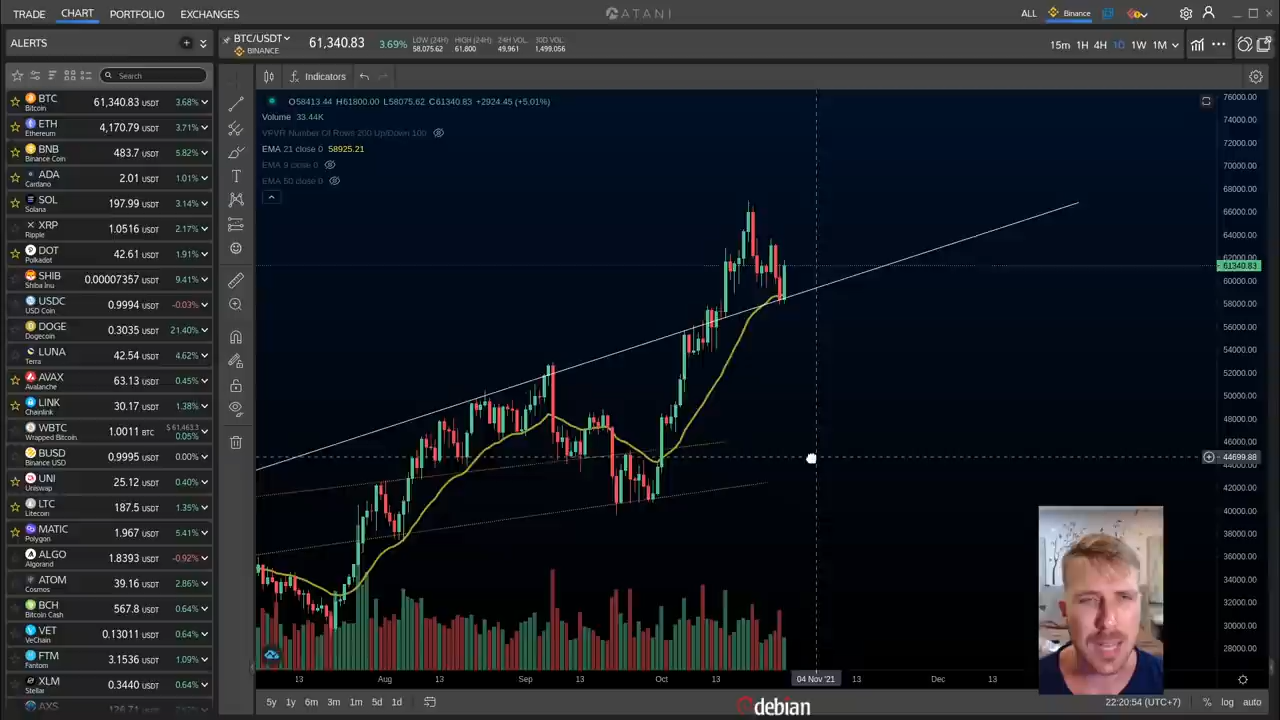 TRADE CHART PORTFOLIO EXCHANGES ATANI ALL Binance
ALERTS
BTC/USDT BINANCE 61,340.83 3.69%
LOW (24H) 58,075.62 HIGH (24H) 61,800 24H VOL. 49,961 30D VOL. 1,499,056
15m 1H 4H 1D 1W 1M
Search
Indicators
O58413.44 H61800.00 L58075.62 C61340.83 +2924.45 (+5.01%)
Volume 33.44K
VPVR Number Of Rows 200 Up/Down 100
EMA 21 close 0 58925.21
EMA 9 close 0
EMA 50 close 0
BTC Bitcoin 61,340.83 USDT 3.68%
ETH Ethereum 4,170.79 USDT 3.71%
BNB Binance Coin 483.7 USDT 5.82%
ADA Cardano 2.01 USDT 1.01%
SOL Solana 197.99 USDT 3.14%
XRP Ripple 1.0516 USDT 2.17%
DOT Polkadot 42.61 USDT 1.91%
SHIB Shiba Inu 0.00007357 USDT 9.41%
USDC USD Coin 0.9994 USDT -0.03%
DOGE Dogecoin 0.3035 USDT 21.40%
LUNA Terra 42.54 USDT 4.62%
AVAX Avalanche 63.13 USDT 0.45%
LINK Chainlink 30.17 USDT 1.38%
WBTC Wrapped Bitcoin 1.0011 BTC $ 61,463.3 0.05%
BUSD Binance USD 0.9995 USDT 0.00%
UNI Uniswap 25.12 USDT 0.40%
LTC Litecoin 187.5 USDT 1.35%
MATIC Polygon 1.967 USDT 5.41%
ALGO Algorand 1.8393 USDT -0.92%
ATOM Cosmos 39.16 USDT 2.86%
BCH Bitcoin Cash 567.8 USDT 0.64%
VET VeChain 0.13011 USDT 0.64%
FTM Fantom 3.1536 USDT 1.09%
XLM Stellar 0.3440 USDT 0.64%
AXS
76000.00
74000.00
72000.00
70000.00
68000.00
66000.00
64000.00
62000.00
61340.83
60000.00
58000.00
56000.00
54000.00
52000.00
50000.00
48000.00
46000.00
44699.88
44000.00
42000.00
40000.00
38000.00
36000.00
34000.00
32000.00
30000.00
28000.00
13 Aug 13 Sep 13 Oct 13 04 Nov '21 13 Dec 13
5y 1y 6m 3m 1m 5d 1d
22:20:54 (UTC+7) % log auto
debian